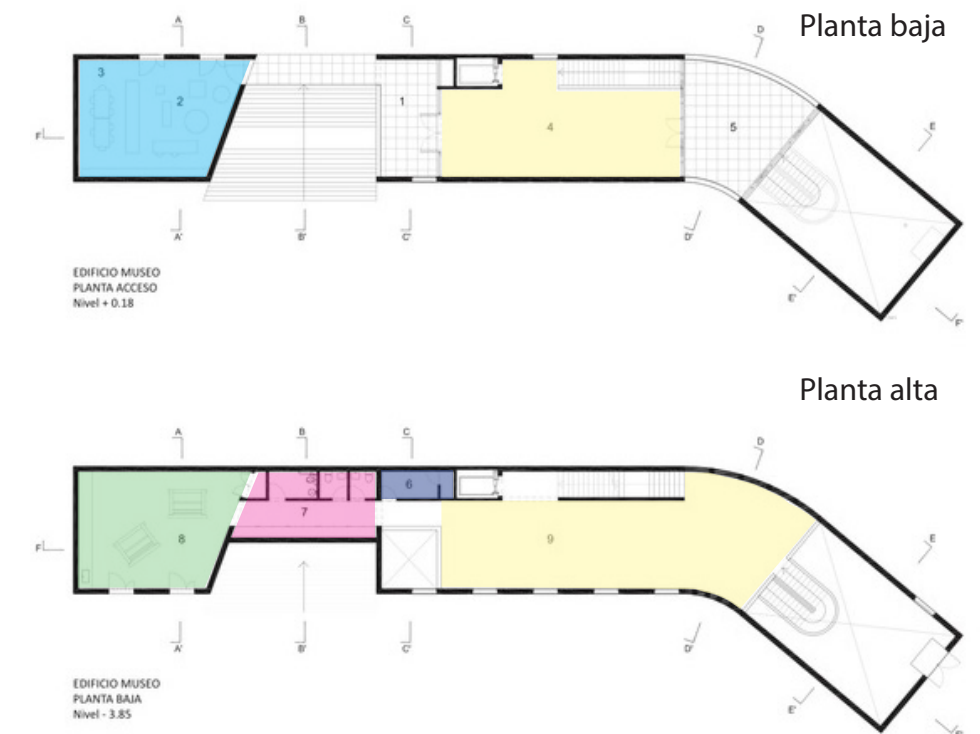 Planta baja
A
B
C
D
3
2
1
4
5
F
E
A'
B'
C'
D'
E'
F'
EDIFICIO MUSEO
PLANTA ACCESO
Nivel + 0.18
Planta alta
A
B
C
D
6
7
8
9
F
E
A'
B'
C'
D'
E'
EDIFICIO MUSEO
PLANTA BAJA
Nivel - 3.85